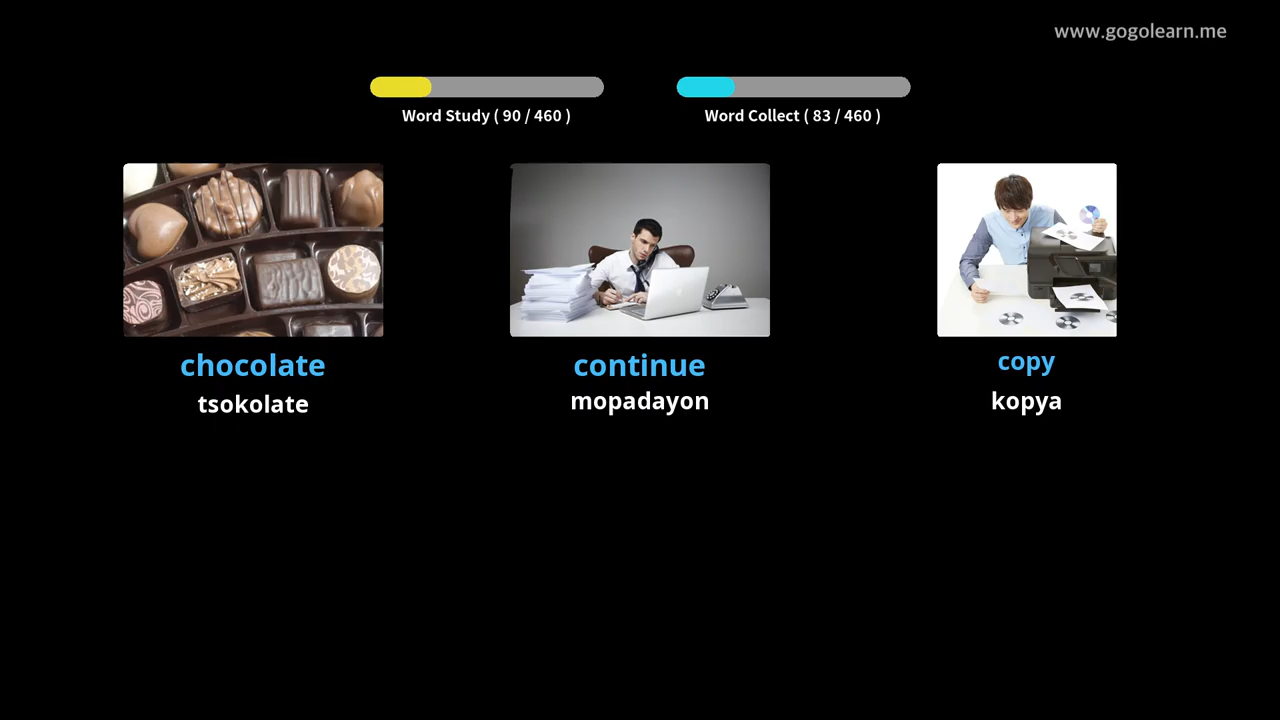 www.gogolearn.me
Word Study ( 90 / 460 )
Word Collect ( 83 / 460 )
chocolate
tsokolate
continue
mopadayon
copy
kopya